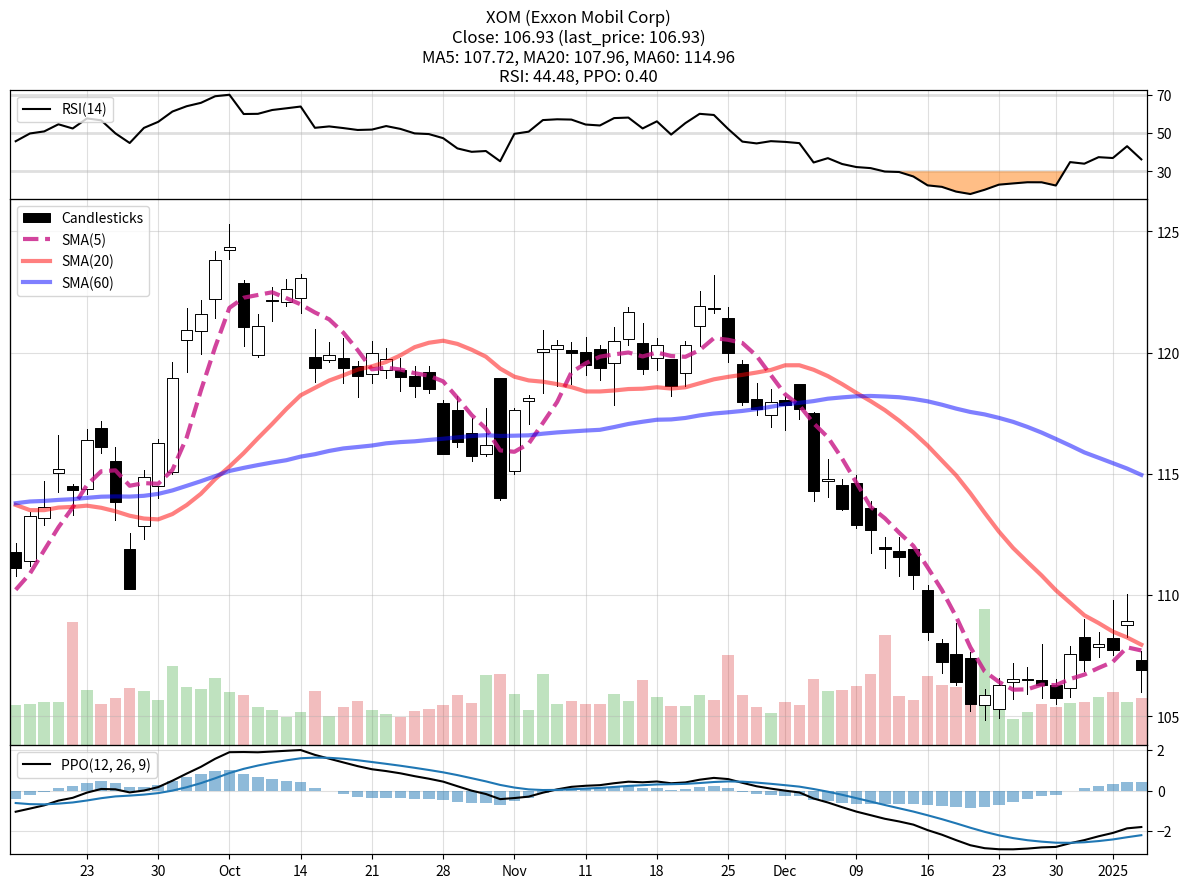 XOM (Exxon Mobil Corp)
Close: 106.93 (last_price: 106.93)
MA5: 107.72, MA20: 107.96, MA60: 114.96
RSI: 44.48, PPO: 0.40
RSI(14)
70
50
30
Candlesticks
SMA(5)
SMA(20)
SMA(60)
125
120
115
110
105
PPO(12, 26, 9)
2
0
−2
23
30
Oct
14
21
28
Nov
11
18
25
Dec
09
16
23
30
2025